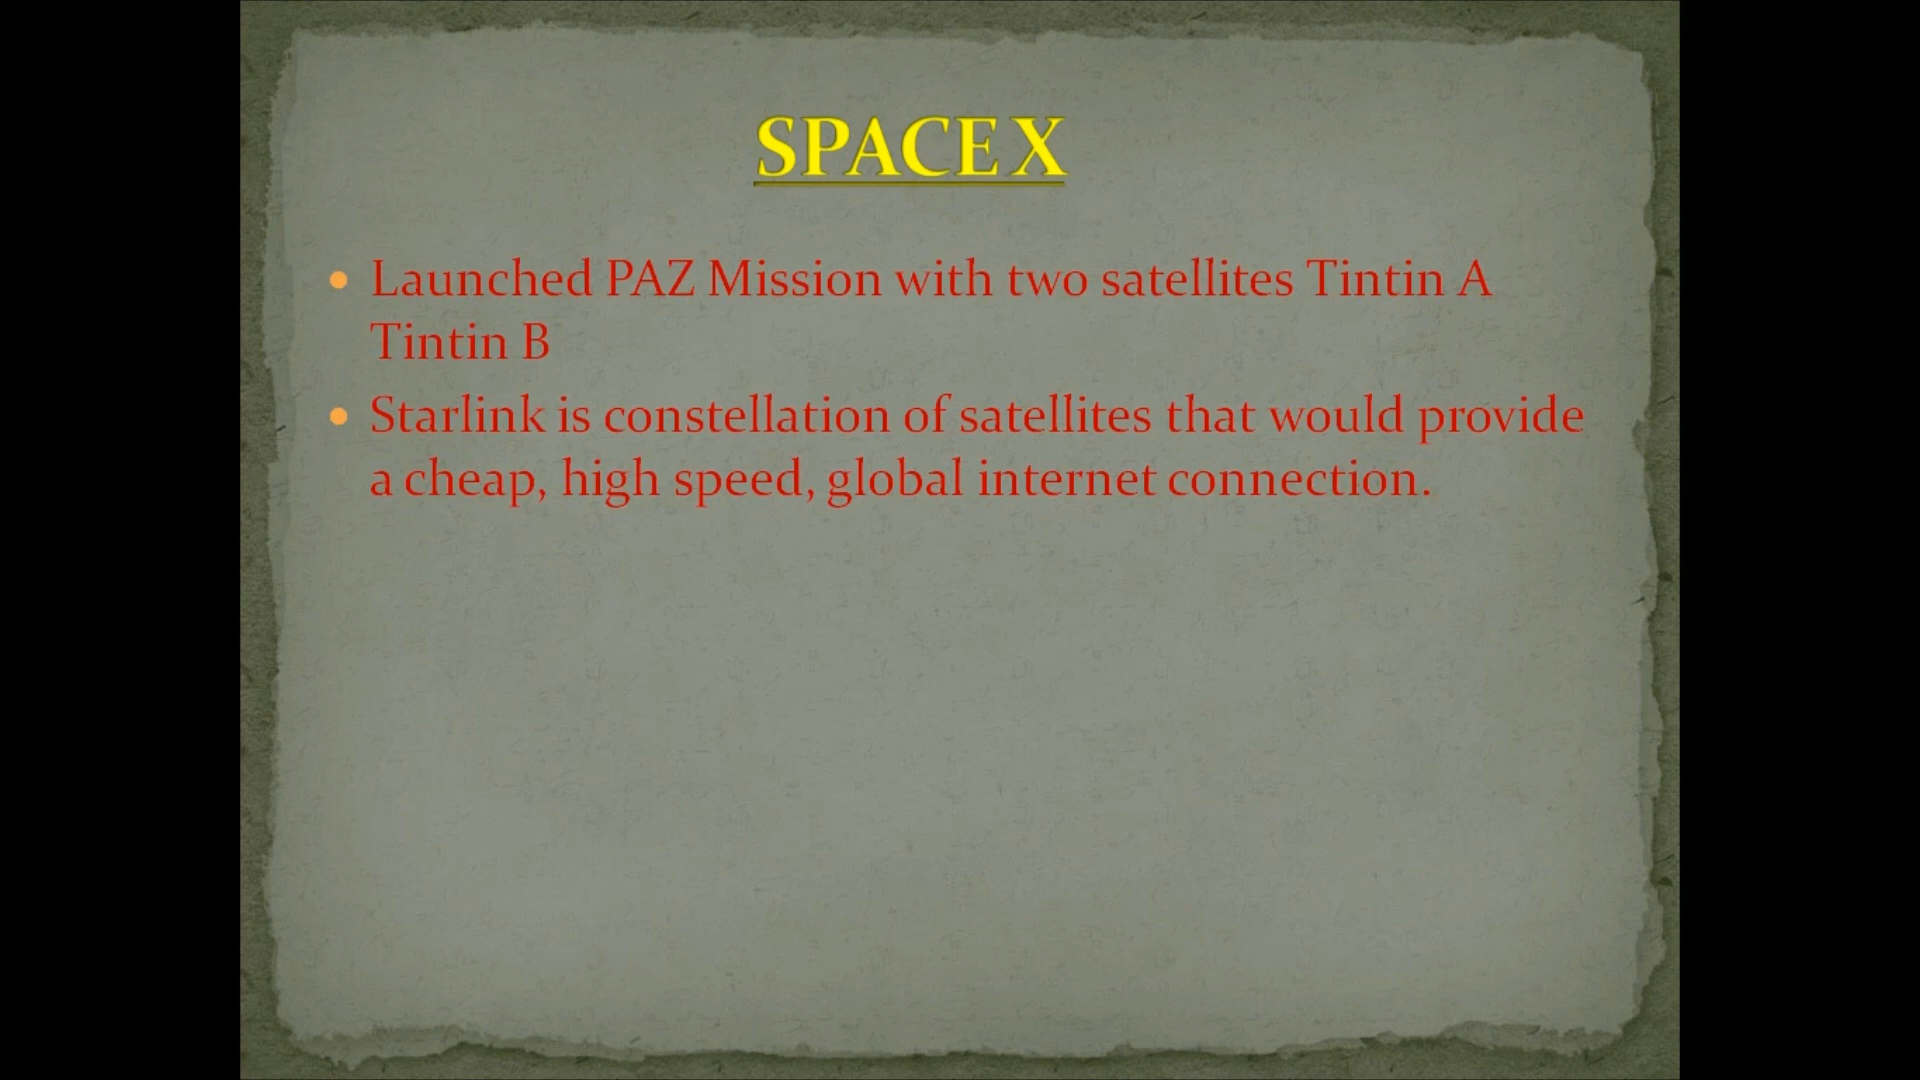 SPACE X
• Launched PAZ Mission with two satellites Tintin A
Tintin B
• Starlink is constellation of satellites that would provide
a cheap, high speed, global internet connection.